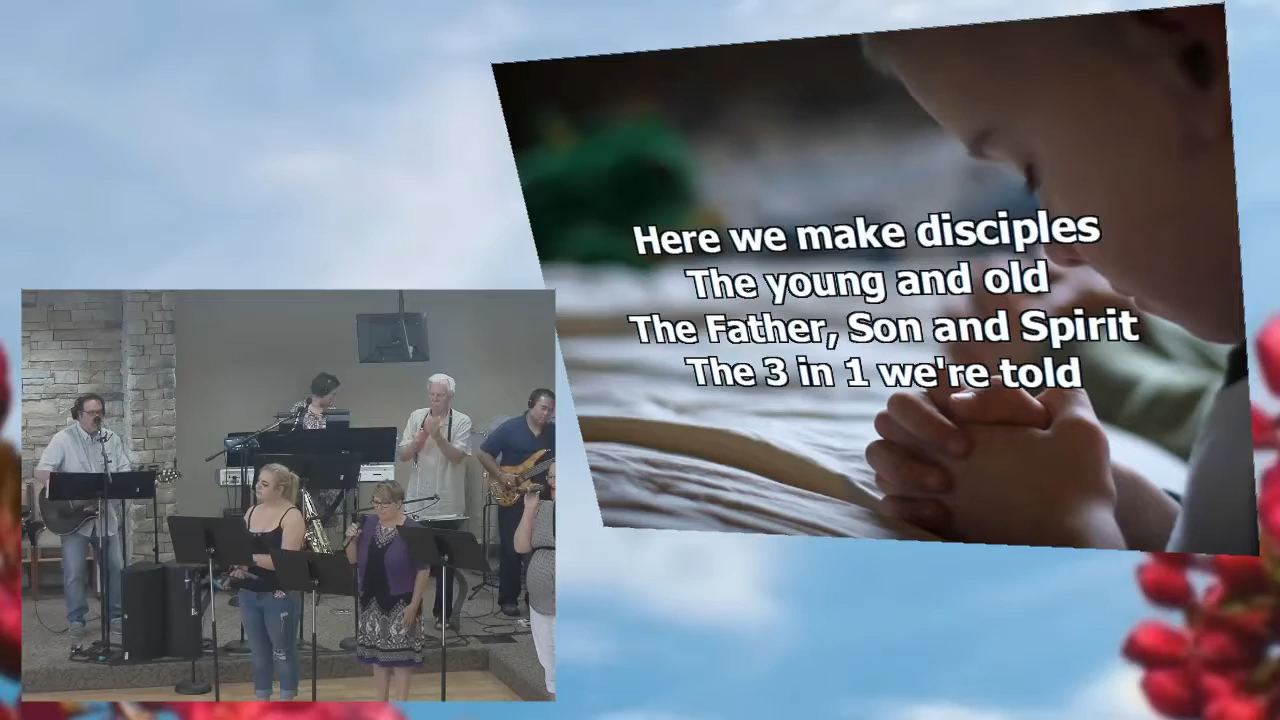 Here we make disciples
The young and old
The Father, Son and Spirit
The 3 in 1 we're told